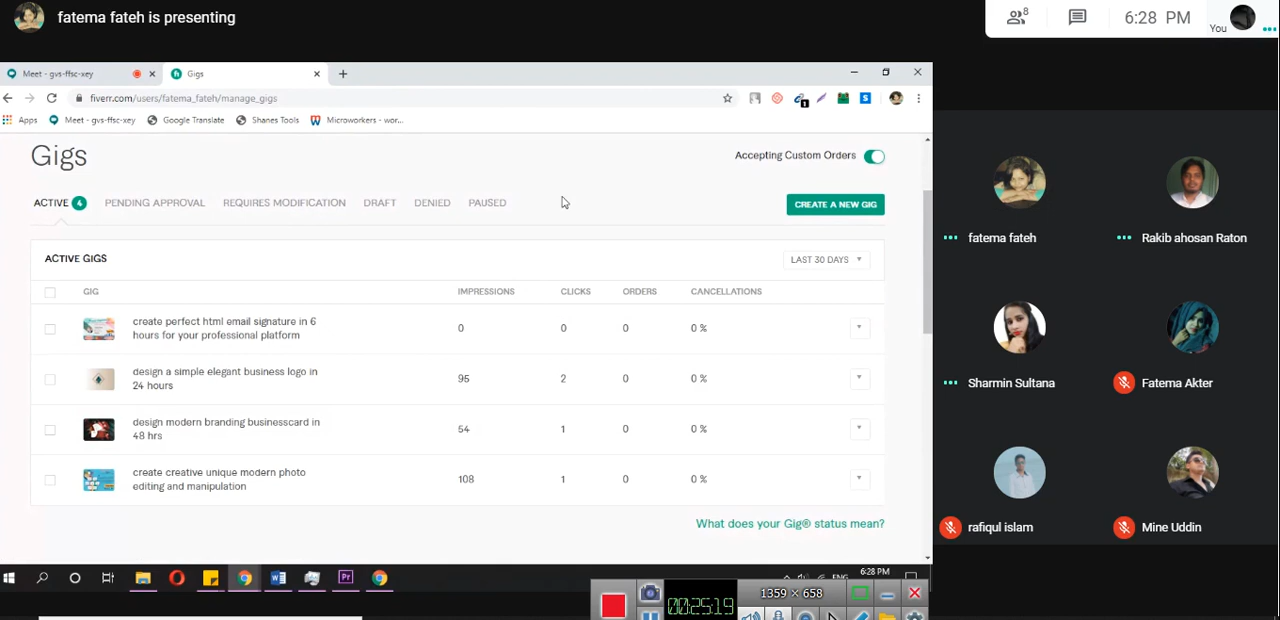 fatema fateh is presenting
8
6:28 PM
You
Meet - gvs-ffsc-xey
Gigs
fiverr.com/users/fatema_fateh/manage_gigs
Apps
Meet - gvs-ffsc-xey
Google Translate
Shanes Tools
Microworkers - wor...
Gigs
Accepting Custom Orders
ACTIVE 4
PENDING APPROVAL
REQUIRES MODIFICATION
DRAFT
DENIED
PAUSED
CREATE A NEW GIG
ACTIVE GIGS
LAST 30 DAYS
GIG
IMPRESSIONS
CLICKS
ORDERS
CANCELLATIONS
create perfect html email signature in 6
hours for your professional platform
0
0
0
0 %
design a simple elegant business logo in
24 hours
95
2
0
0 %
design modern branding businesscard in
48 hrs
54
1
0
0 %
create creative unique modern photo
editing and manipulation
108
1
0
0 %
What does your Gig® status mean?
fatema fateh
Rakib ahosan Raton
Sharmin Sultana
Fatema Akter
rafiqul islam
Mine Uddin
Pr
ENG
6:28 PM
00:25:19
1359 × 658